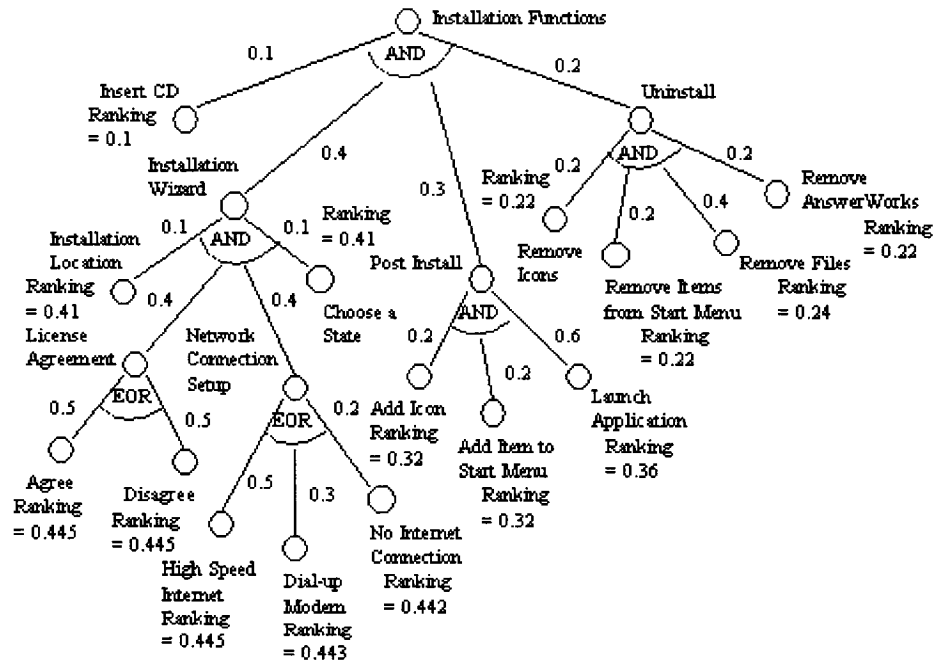 Installation Functions
0.1
AND
0.2
Insert CD
Ranking
= 0.1
Uninstall
0.4
0.3
Installation
Wizard
0.2
AND
0.2
Ranking
= 0.22
Remove
AnswerWorks
Ranking
= 0.22
0.2
0.4
Remove
Icons
Remove Items
from Start Menu
Ranking
= 0.22
Remove Files
Ranking
= 0.24
0.1
AND
0.1
Ranking
= 0.41
Installation
Location
Ranking
= 0.41
Choose a
State
0.4
0.4
Post Install
AND
0.2
0.6
0.2
License
Agreement
Network
Connection
Setup
EOR
0.5
0.5
EOR
0.2
0.5
0.3
Add Icon
Ranking
= 0.32
Add Item to
Start Menu
Ranking
= 0.32
Launch
Application
Ranking
= 0.36
Agree
Ranking
= 0.445
Disagree
Ranking
= 0.445
High Speed
Internet
Ranking
= 0.445
Dial-up
Modem
Ranking
= 0.443
No Internet
Connection
Ranking
= 0.442